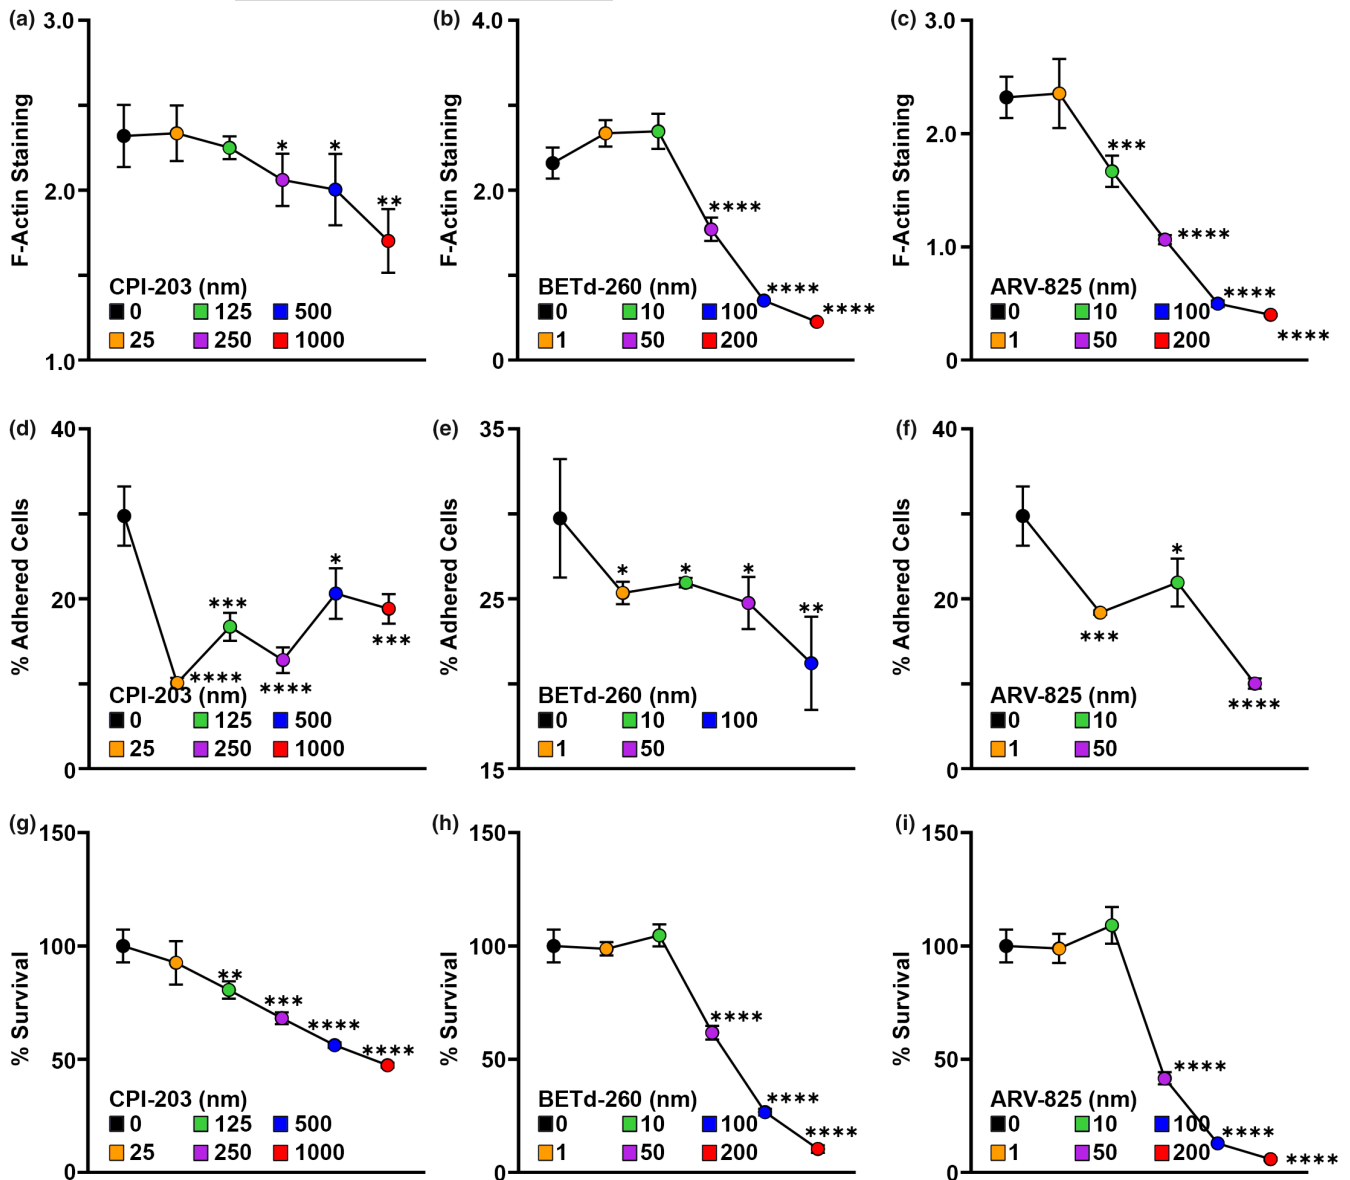 (a)
3.0
2.0
1.0
F-Actin Staining
*
*
**
CPI-203 (nm)
0 125 500
25 250 1000
(b)
4.0
2.0
0
F-Actin Staining
****
****
****
BETd-260 (nm)
0 10 100
1 50 200
(c)
3.0
2.0
1.0
0
F-Actin Staining
***
****
****
****
ARV-825 (nm)
0 10 100
1 50 200
(d)
40
20
0
% Adhered Cells
*
***
***
****
****
CPI-203 (nm)
0 125 500
25 250 1000
(e)
35
25
15
% Adhered Cells
*
*
*
**
BETd-260 (nm)
0 10 100
1 50
(f)
40
20
0
% Adhered Cells
*
***
****
ARV-825 (nm)
0 10
1 50
(g)
150
100
50
0
% Survival
**
***
****
****
CPI-203 (nm)
0 125 500
25 250 1000
(h)
150
100
50
0
% Survival
****
****
****
BETd-260 (nm)
0 10 100
1 50 200
(i)
150
100
50
0
% Survival
****
****
****
ARV-825 (nm)
0 10 100
1 50 200